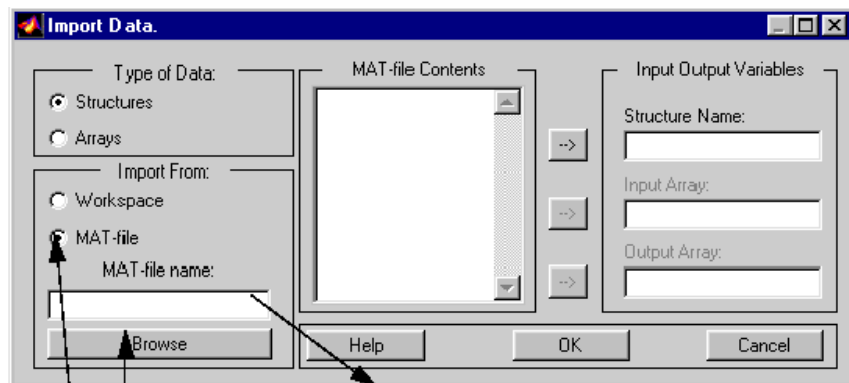 Import Data.
Type of Data:
Structures
Arrays
Import From:
Workspace
MAT-file
MAT-file name:
Browse
MAT-file Contents
-->
-->
-->
Input Output Variables
Structure Name:
Input Array:
Output Array:
Help
OK
Cancel